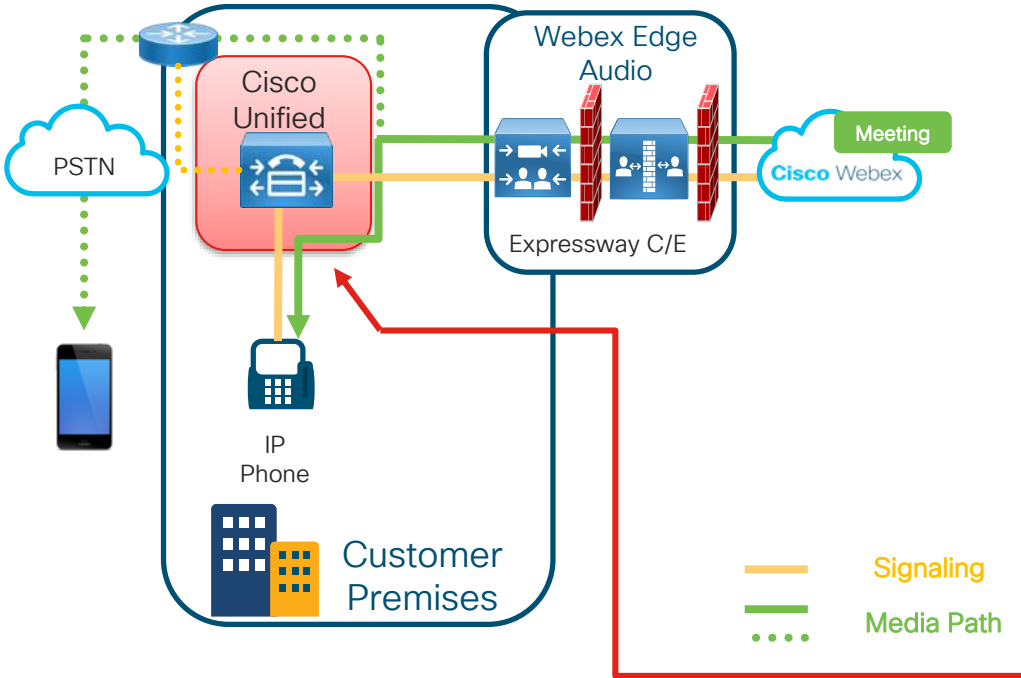 Webex Edge
Audio
Cisco
Unified
PSTN
Meeting
Cisco Webex
Expressway C/E
IP
Phone
Customer
Premises
Signaling
Media Path